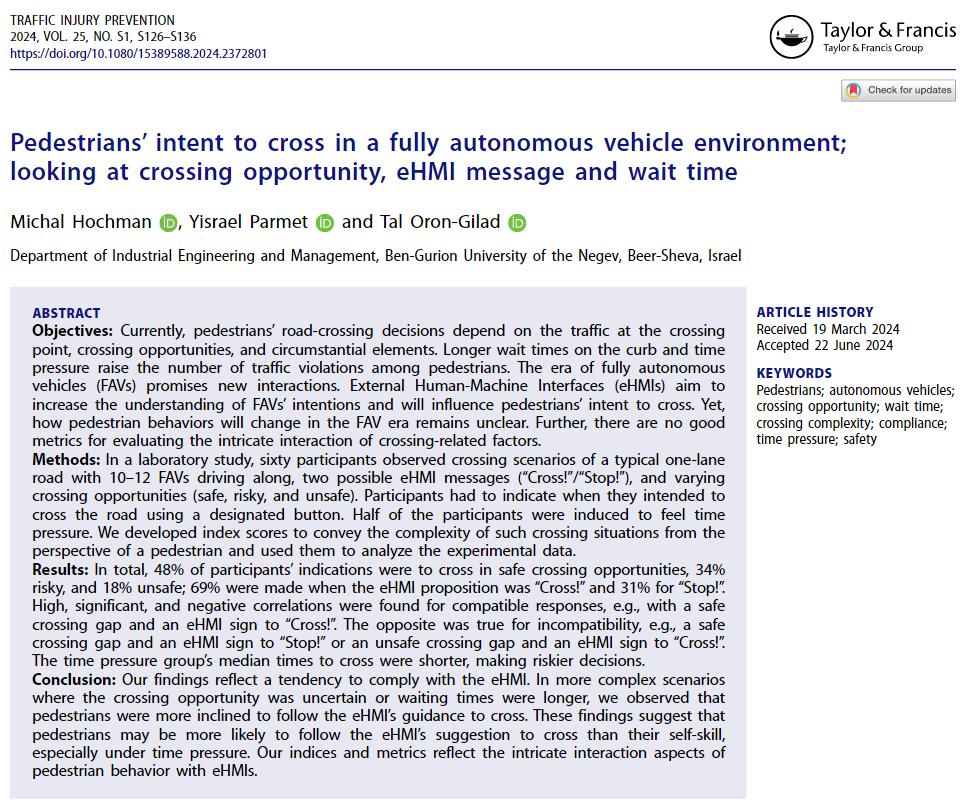 TRAFFIC INJURY PREVENTION
2024, VOL. 25, NO. S1, S126–S136
https://doi.org/10.1080/15389588.2024.2372801
Taylor & Francis
Taylor & Francis Group
Check for updates
Pedestrians’ intent to cross in a fully autonomous vehicle environment;
looking at crossing opportunity, eHMI message and wait time
Michal Hochman iD, Yisrael Parmet iD and Tal Oron-Gilad iD
Department of Industrial Engineering and Management, Ben-Gurion University of the Negev, Beer-Sheva, Israel
ABSTRACT
Objectives: Currently, pedestrians’ road-crossing decisions depend on the traffic at the crossing
point, crossing opportunities, and circumstantial elements. Longer wait times on the curb and time
pressure raise the number of traffic violations among pedestrians. The era of fully autonomous
vehicles (FAVs) promises new interactions. External Human-Machine Interfaces (eHMIs) aim to
increase the understanding of FAVs’ intentions and will influence pedestrians’ intent to cross. Yet,
how pedestrian behaviors will change in the FAV era remains unclear. Further, there are no good
metrics for evaluating the intricate interaction of crossing-related factors.
Methods: In a laboratory study, sixty participants observed crossing scenarios of a typical one-lane
road with 10–12 FAVs driving along, two possible eHMI messages (“Cross!”/“Stop!”), and varying
crossing opportunities (safe, risky, and unsafe). Participants had to indicate when they intended to
cross the road using a designated button. Half of the participants were induced to feel time
pressure. We developed index scores to convey the complexity of such crossing situations from the
perspective of a pedestrian and used them to analyze the experimental data.
Results: In total, 48% of participants’ indications were to cross in safe crossing opportunities, 34%
risky, and 18% unsafe; 69% were made when the eHMI proposition was “Cross!” and 31% for “Stop!”.
High, significant, and negative correlations were found for compatible responses, e.g., with a safe
crossing gap and an eHMI sign to “Cross!”. The opposite was true for incompatibility, e.g., a safe
crossing gap and an eHMI sign to “Stop!” or an unsafe crossing gap and an eHMI sign to “Cross!”.
The time pressure group’s median times to cross were shorter, making riskier decisions.
Conclusion: Our findings reflect a tendency to comply with the eHMI. In more complex scenarios
where the crossing opportunity was uncertain or waiting times were longer, we observed that
pedestrians were more inclined to follow the eHMI’s guidance to cross. These findings suggest that
pedestrians may be more likely to follow the eHMI’s suggestion to cross than their self-skill,
especially under time pressure. Our indices and metrics reflect the intricate interaction aspects of
pedestrian behavior with eHMIs.
ARTICLE HISTORY
Received 19 March 2024
Accepted 22 June 2024
KEYWORDS
Pedestrians; autonomous vehicles;
crossing opportunity; wait time;
crossing complexity; compliance;
time pressure; safety